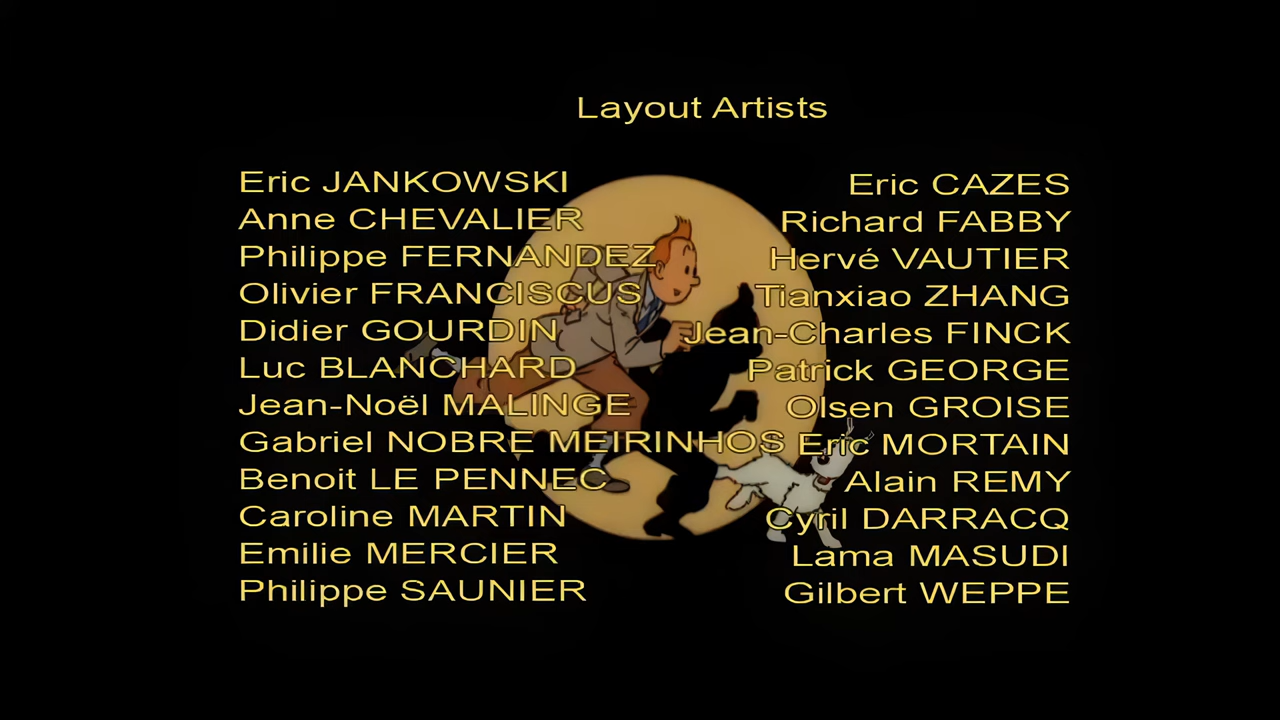 Layout Artists
Eric JANKOWSKI
Anne CHEVALIER
Philippe FERNANDEZ
Olivier FRANCISCUS
Didier GOURDIN
Luc BLANCHARD
Jean-Noël MALINGE
Gabriel NOBRE MEIRINHOS
Benoit LE PENNEC
Caroline MARTIN
Emilie MERCIER
Philippe SAUNIER
Eric CAZES
Richard FABBY
Hervé VAUTIER
Tianxiao ZHANG
Jean-Charles FINCK
Patrick GEORGE
Olsen GROISE
Eric MORTAIN
Alain REMY
Cyril DARRACQ
Lama MASUDI
Gilbert WEPPE